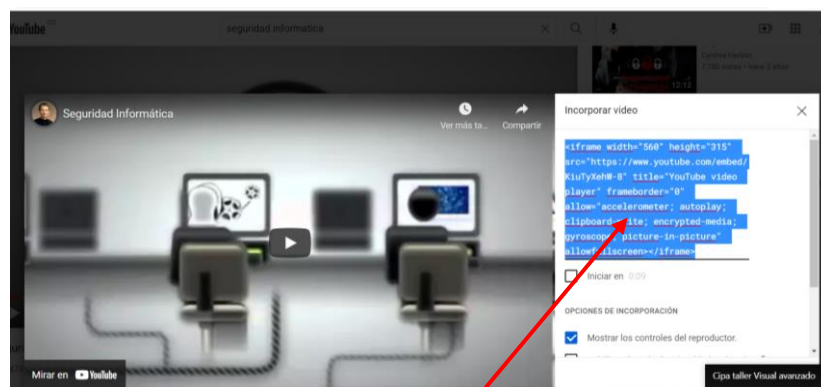 YouTube
seguridad informatica
12:12
Seguridad Informática
Ver más ta...
Compartir
Incorporar video
<iframe width="560" height="315"
src="https://www.youtube.com/embed/
KiuTyXehW-8" title="YouTube video
player" frameborder="0"
allow="accelerometer; autoplay;
clipboard-write; encrypted-media;
gyroscope; picture-in-picture"
allowfullscreen></iframe>
Iniciar en 0:09
OPCIONES DE INCORPORACIÓN
Mostrar los controles del reproductor.
Mirar en YouTube
Cipa taller Visual avanzado